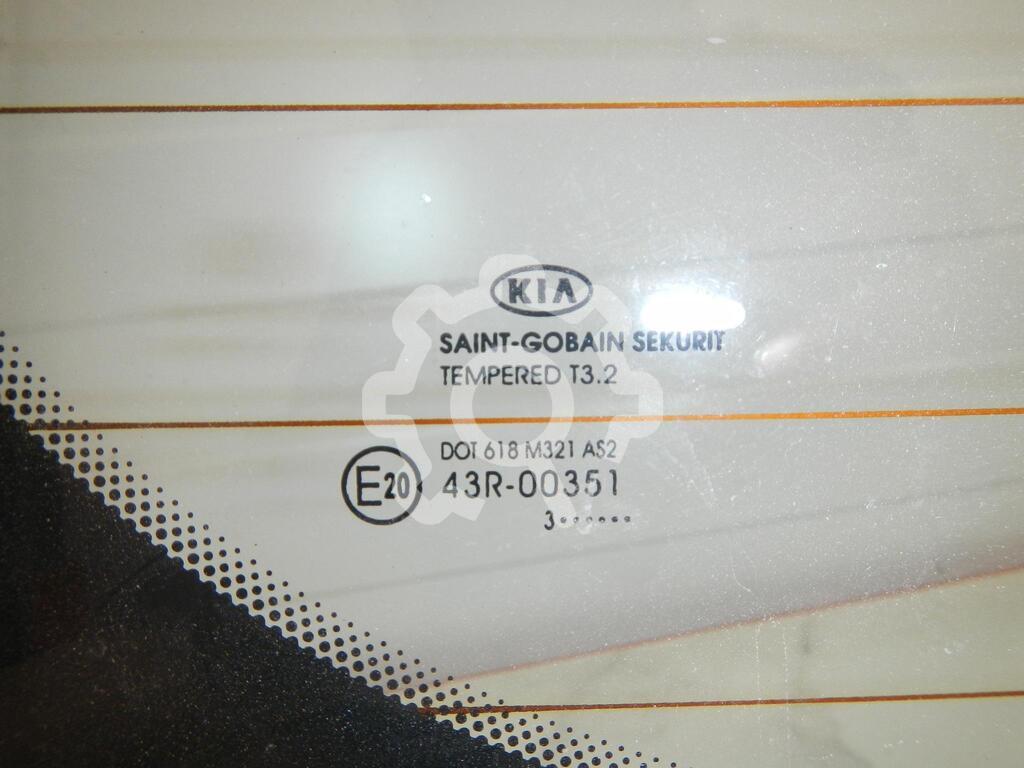 KIA
SAINT-GOBAIN SEKURIT
TEMPERED T3.2
DOT 618 M321 AS2
E20 43R-00351
3••••••